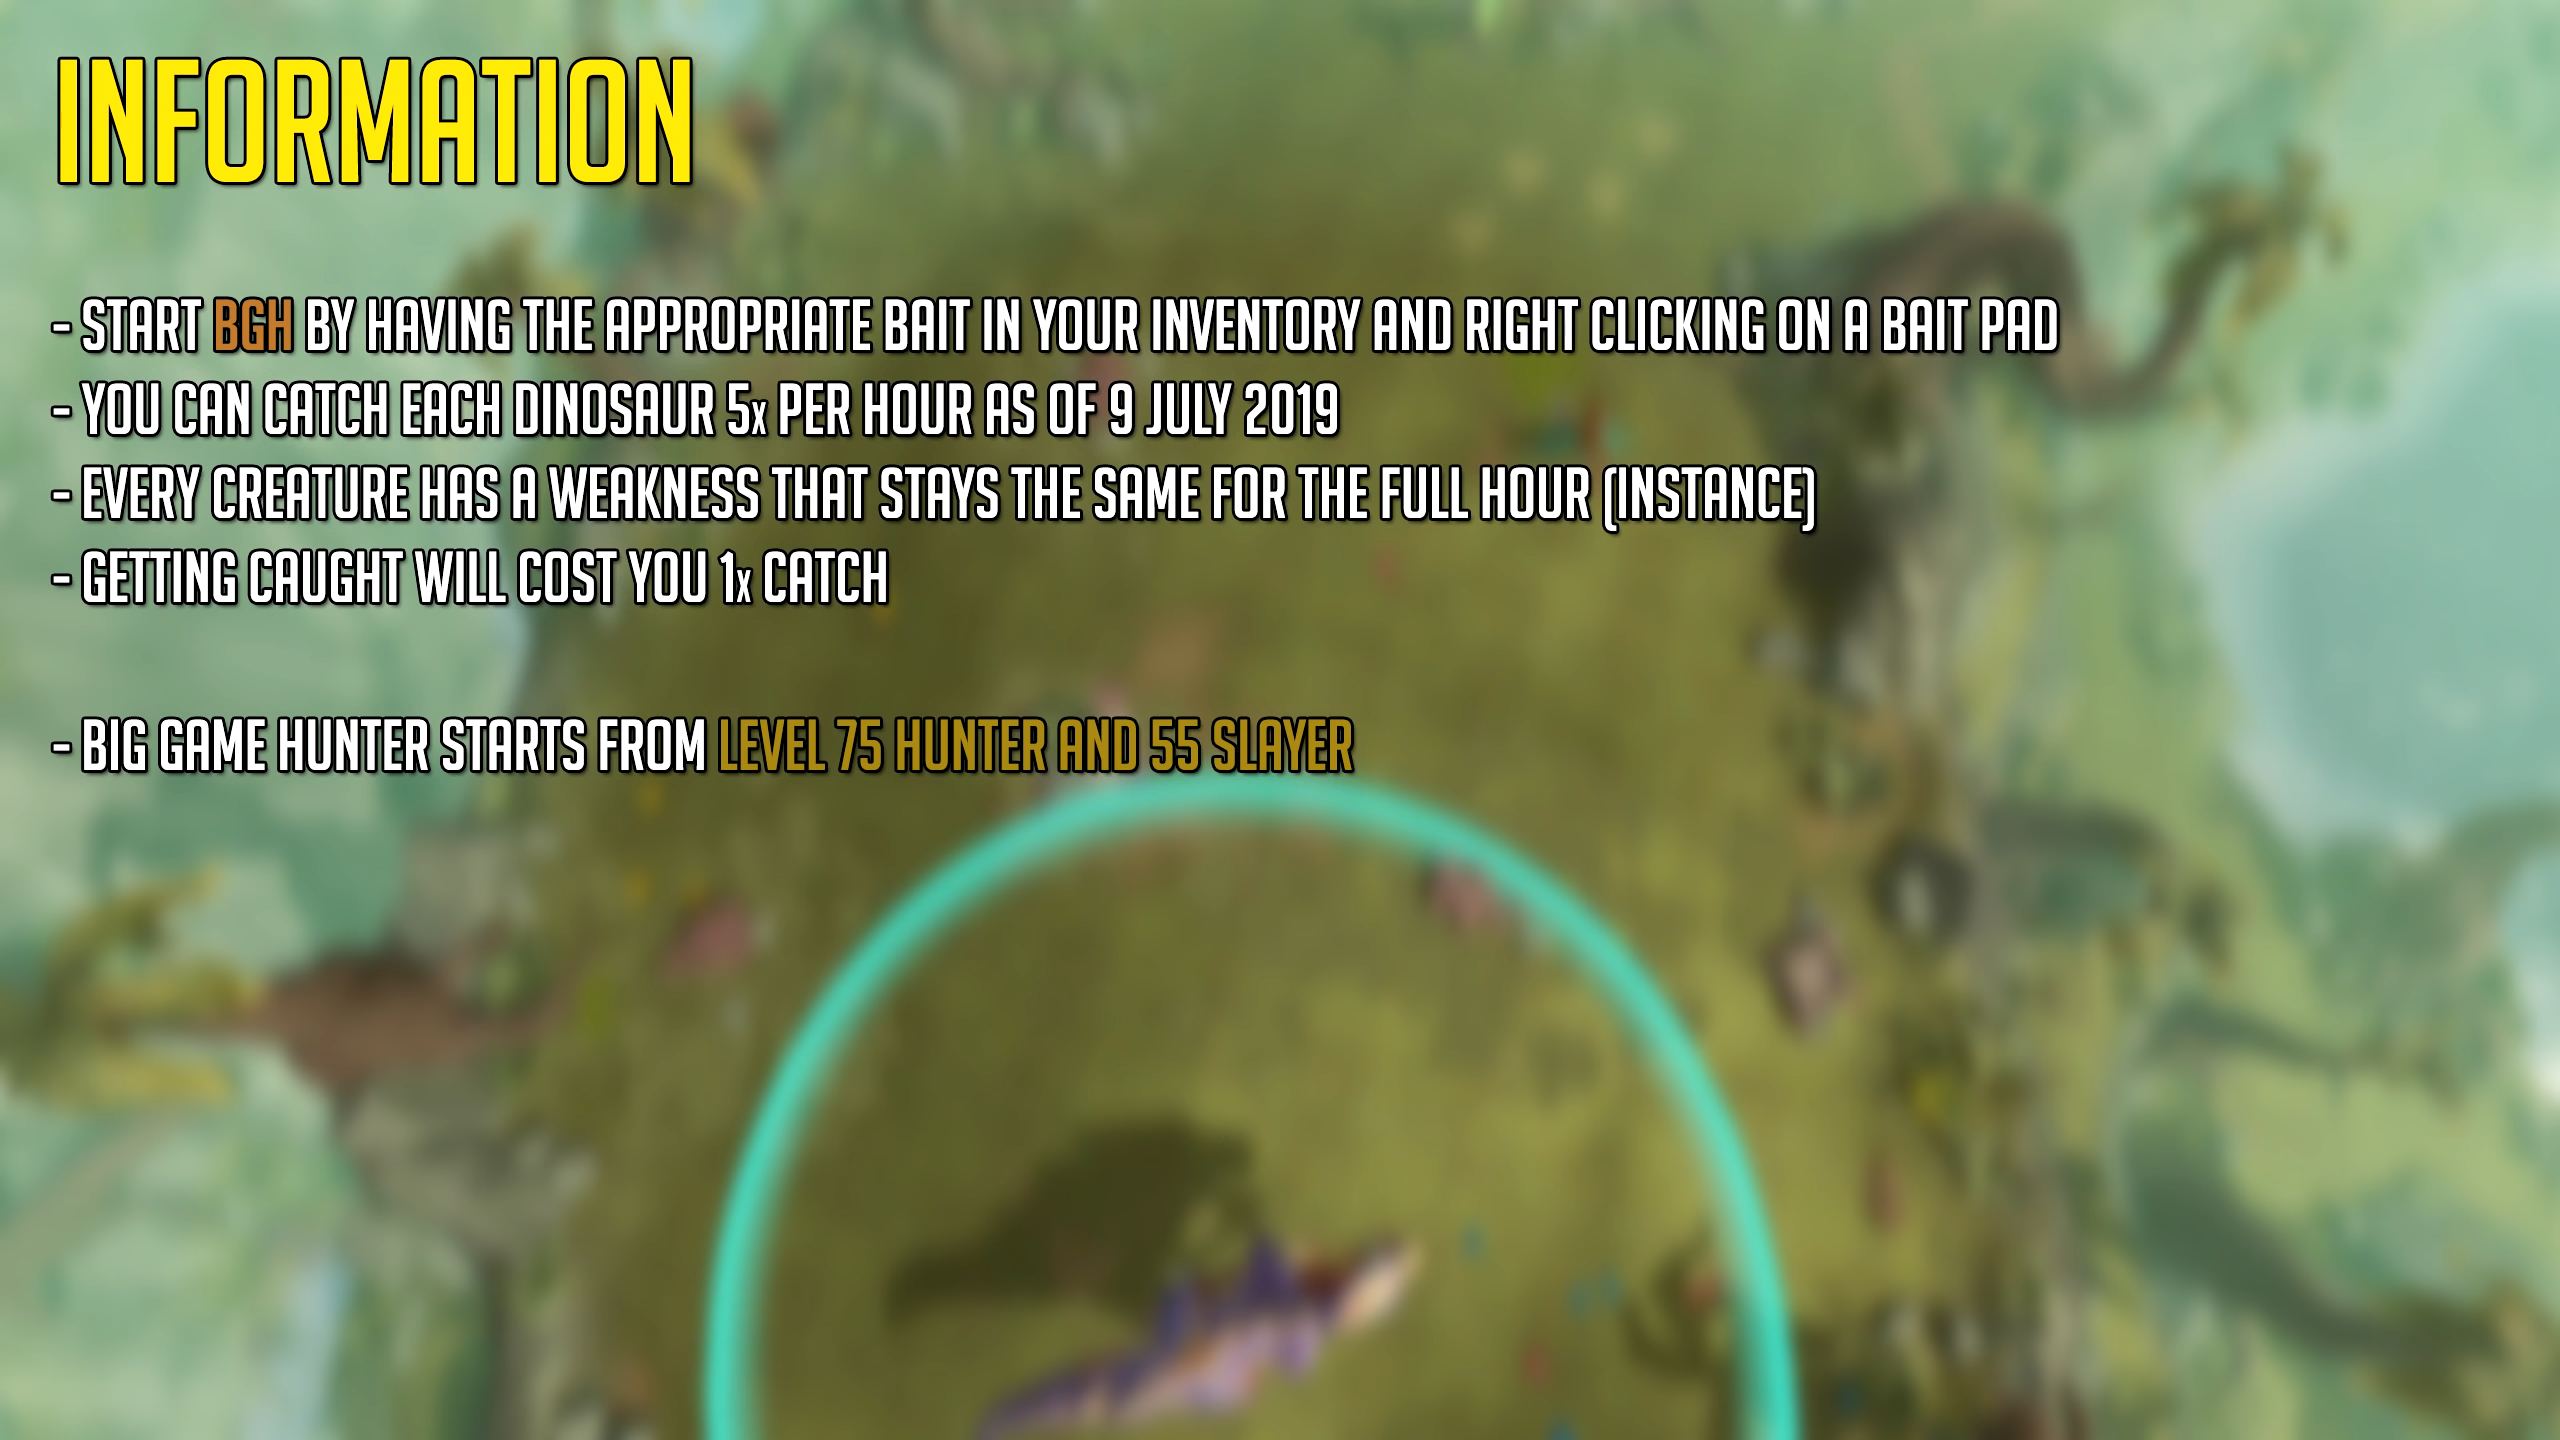 INFORMATION
- START BGH BY HAVING THE APPROPRIATE BAIT IN YOUR INVENTORY AND RIGHT CLICKING ON A BAIT PAD
- YOU CAN CATCH EACH DINOSAUR 5x PER HOUR AS OF 9 JULY 2019
- EVERY CREATURE HAS A WEAKNESS THAT STAYS THE SAME FOR THE FULL HOUR (INSTANCE)
- GETTING CAUGHT WILL COST YOU 1x CATCH
- BIG GAME HUNTER STARTS FROM LEVEL 75 HUNTER AND 55 SLAYER